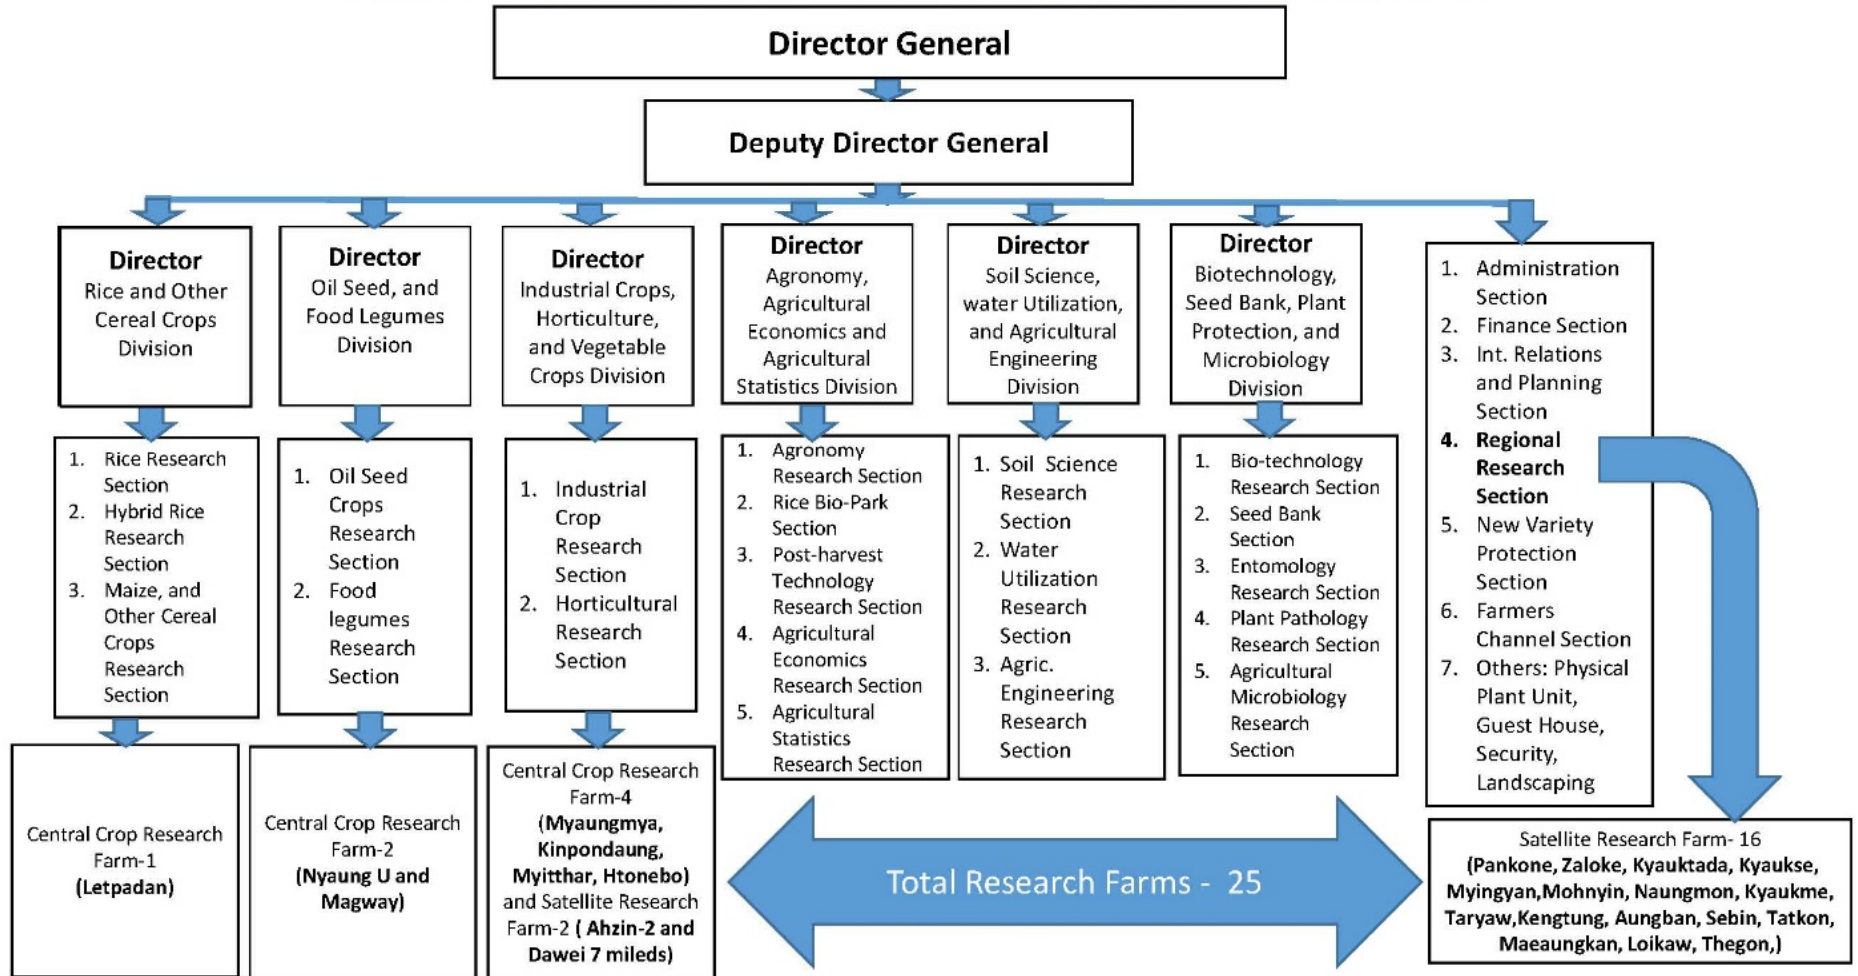 Director General
Deputy Director General
Director
Rice and Other
Cereal Crops
Division
Director
Oil Seed, and
Food Legumes
Division
Director
Industrial Crops,
Horticulture,
and Vegetable
Crops Division
Director
Agronomy,
Agricultural
Economics and
Agricultural
Statistics Division
Director
Soil Science,
water Utilization,
and Agricultural
Engineering
Division
Director
Biotechnology,
Seed Bank, Plant
Protection, and
Microbiology
Division
1. Administration
Section
2. Finance Section
3. Int. Relations
and Planning
Section
4. Regional
Research
Section
5. New Variety
Protection
Section
6. Farmers
Channel Section
7. Others: Physical
Plant Unit,
Guest House,
Security,
Landscaping
1. Rice Research
Section
2. Hybrid Rice
Research
Section
3. Maize, and
Other Cereal
Crops
Research
Section
1. Oil Seed
Crops
Research
Section
2. Food
legumes
Research
Section
1. Industrial
Crop
Research
Section
2. Horticultural
Research
Section
1. Agronomy
Research Section
2. Rice Bio-Park
Section
3. Post-harvest
Technology
Research Section
4. Agricultural
Economics
Research Section
5. Agricultural
Statistics
Research Section
1. Soil Science
Research
Section
2. Water
Utilization
Research
Section
3. Agric.
Engineering
Research
Section
1. Bio-technology
Research Section
2. Seed Bank
Section
3. Entomology
Research Section
4. Plant Pathology
Research Section
5. Agricultural
Microbiology
Research
Section
Central Crop Research
Farm-1
(Letpadan)
Central Crop Research
Farm-2
(Nyaung U and
Magway)
Central Crop Research
Farm-4
(Myaungmya,
Kinpondaung,
Myitthar, Htonebo)
and Satellite Research
Farm-2 ( Ahzin-2 and
Dawei 7 mileds)
Total Research Farms - 25
Satellite Research Farm- 16
(Pankone, Zaloke, Kyauktada, Kyaukse,
Myingyan,Mohnyin, Naungmon, Kyaukme,
Taryaw,Kengtung, Aungban, Sebin, Tatkon,
Maeaungkan, Loikaw, Thegon,)